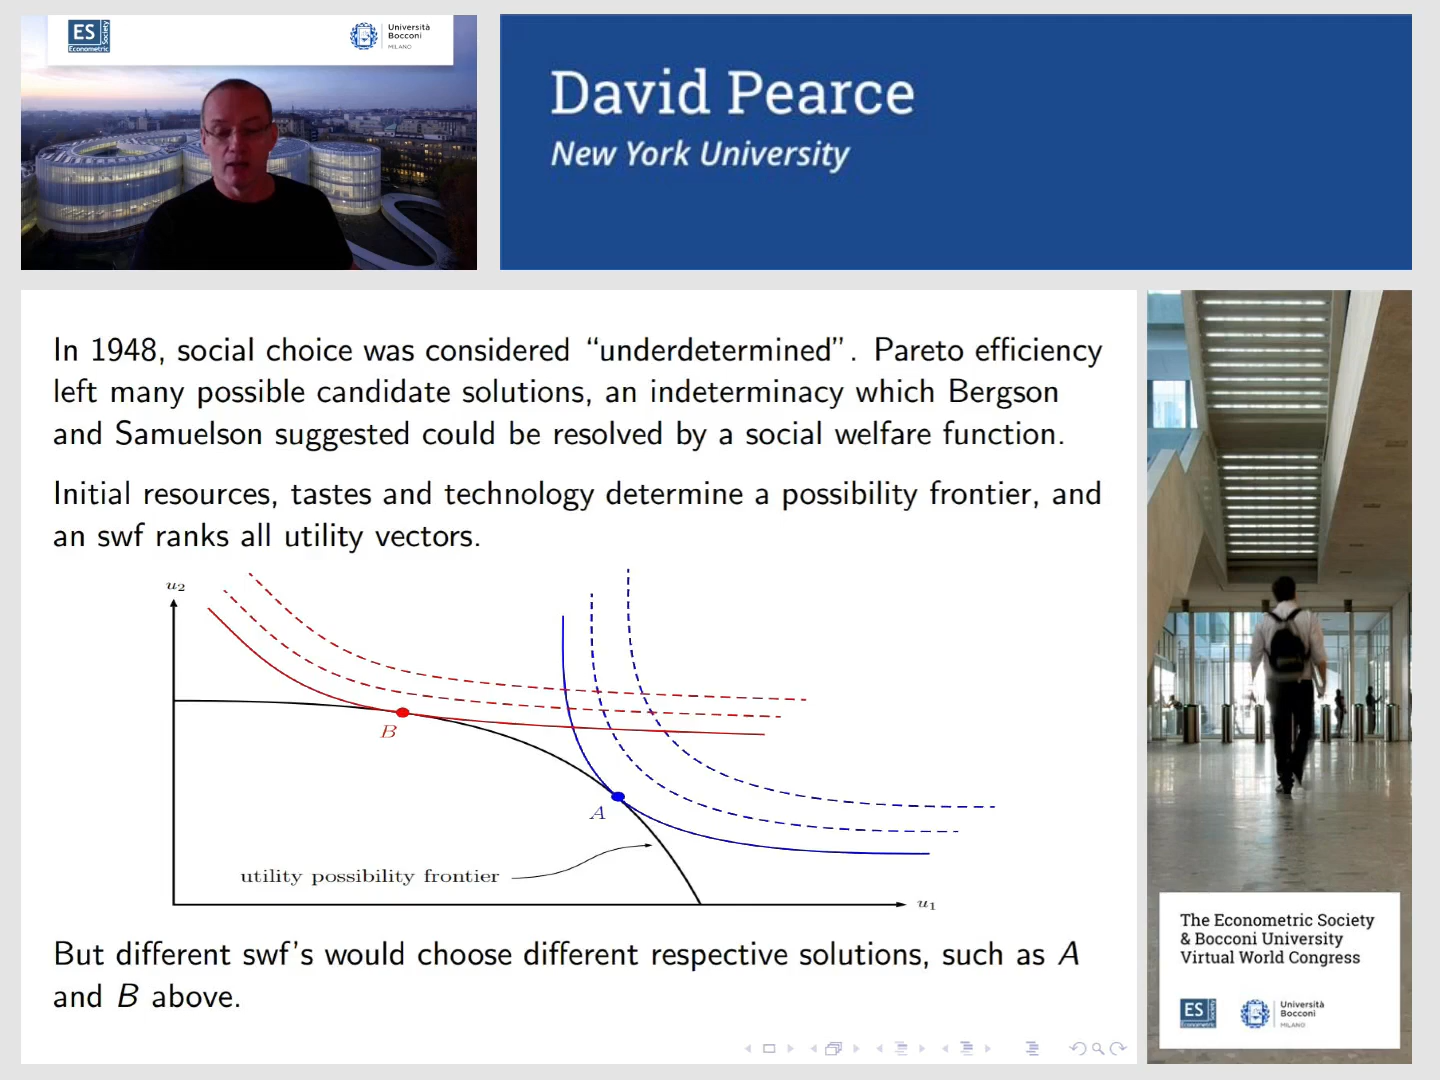 ES
Econometric
Society
Università
Bocconi
MILANO
David Pearce
New York University
In 1948, social choice was considered “underdetermined”. Pareto efficiency
left many possible candidate solutions, an indeterminacy which Bergson
and Samuelson suggested could be resolved by a social welfare function.
Initial resources, tastes and technology determine a possibility frontier, and
an swf ranks all utility vectors.
u₂
B
A
utility possibility frontier
u₁
But different swf’s would choose different respective solutions, such as A
and B above.
The Econometric Society
& Bocconi University
Virtual World Congress
ES
Econometric
Society
Università
Bocconi
MILANO